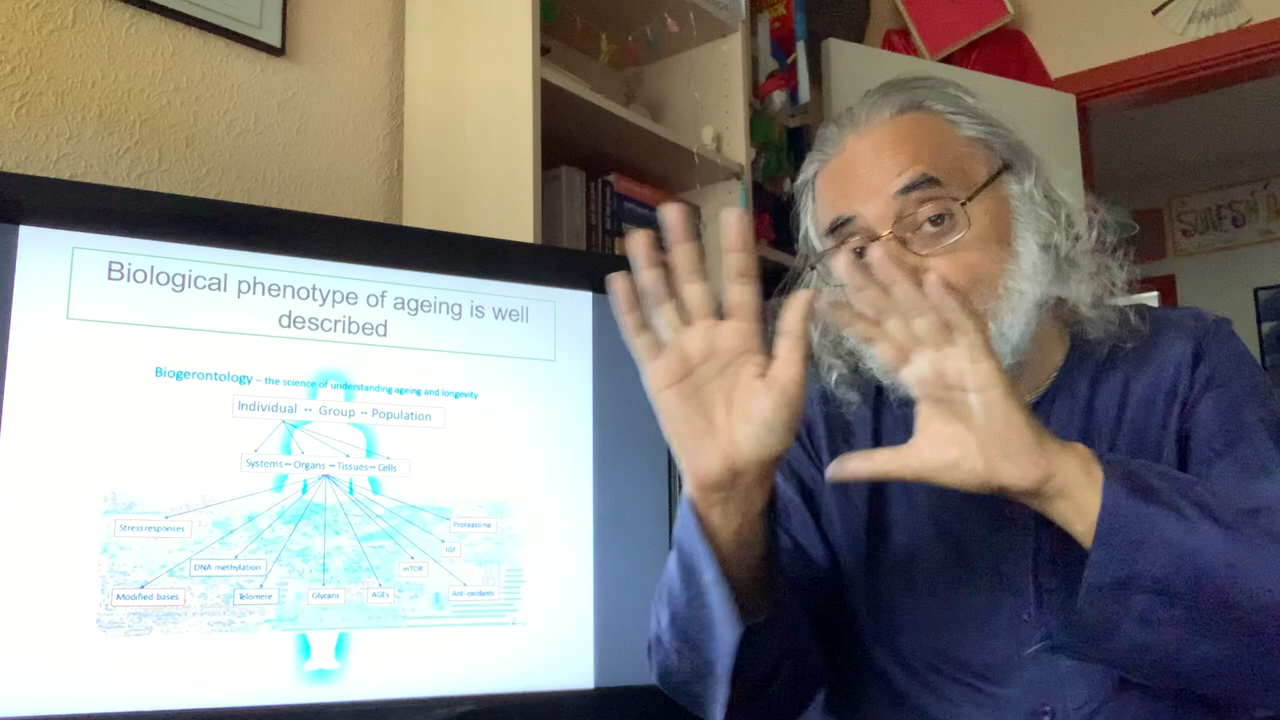 Biological phenotype of ageing is well
described
Biogerontology – the science of understanding ageing and longevity
Individual ↔ Group ↔ Population
Systems ↔ Organs ↔ Tissues ↔ Cells
Stress responses
Proteasome
IGF
DNA methylation
mTOR
Modified bases
Telomere
Glycans
AGEs
Anti-oxidants